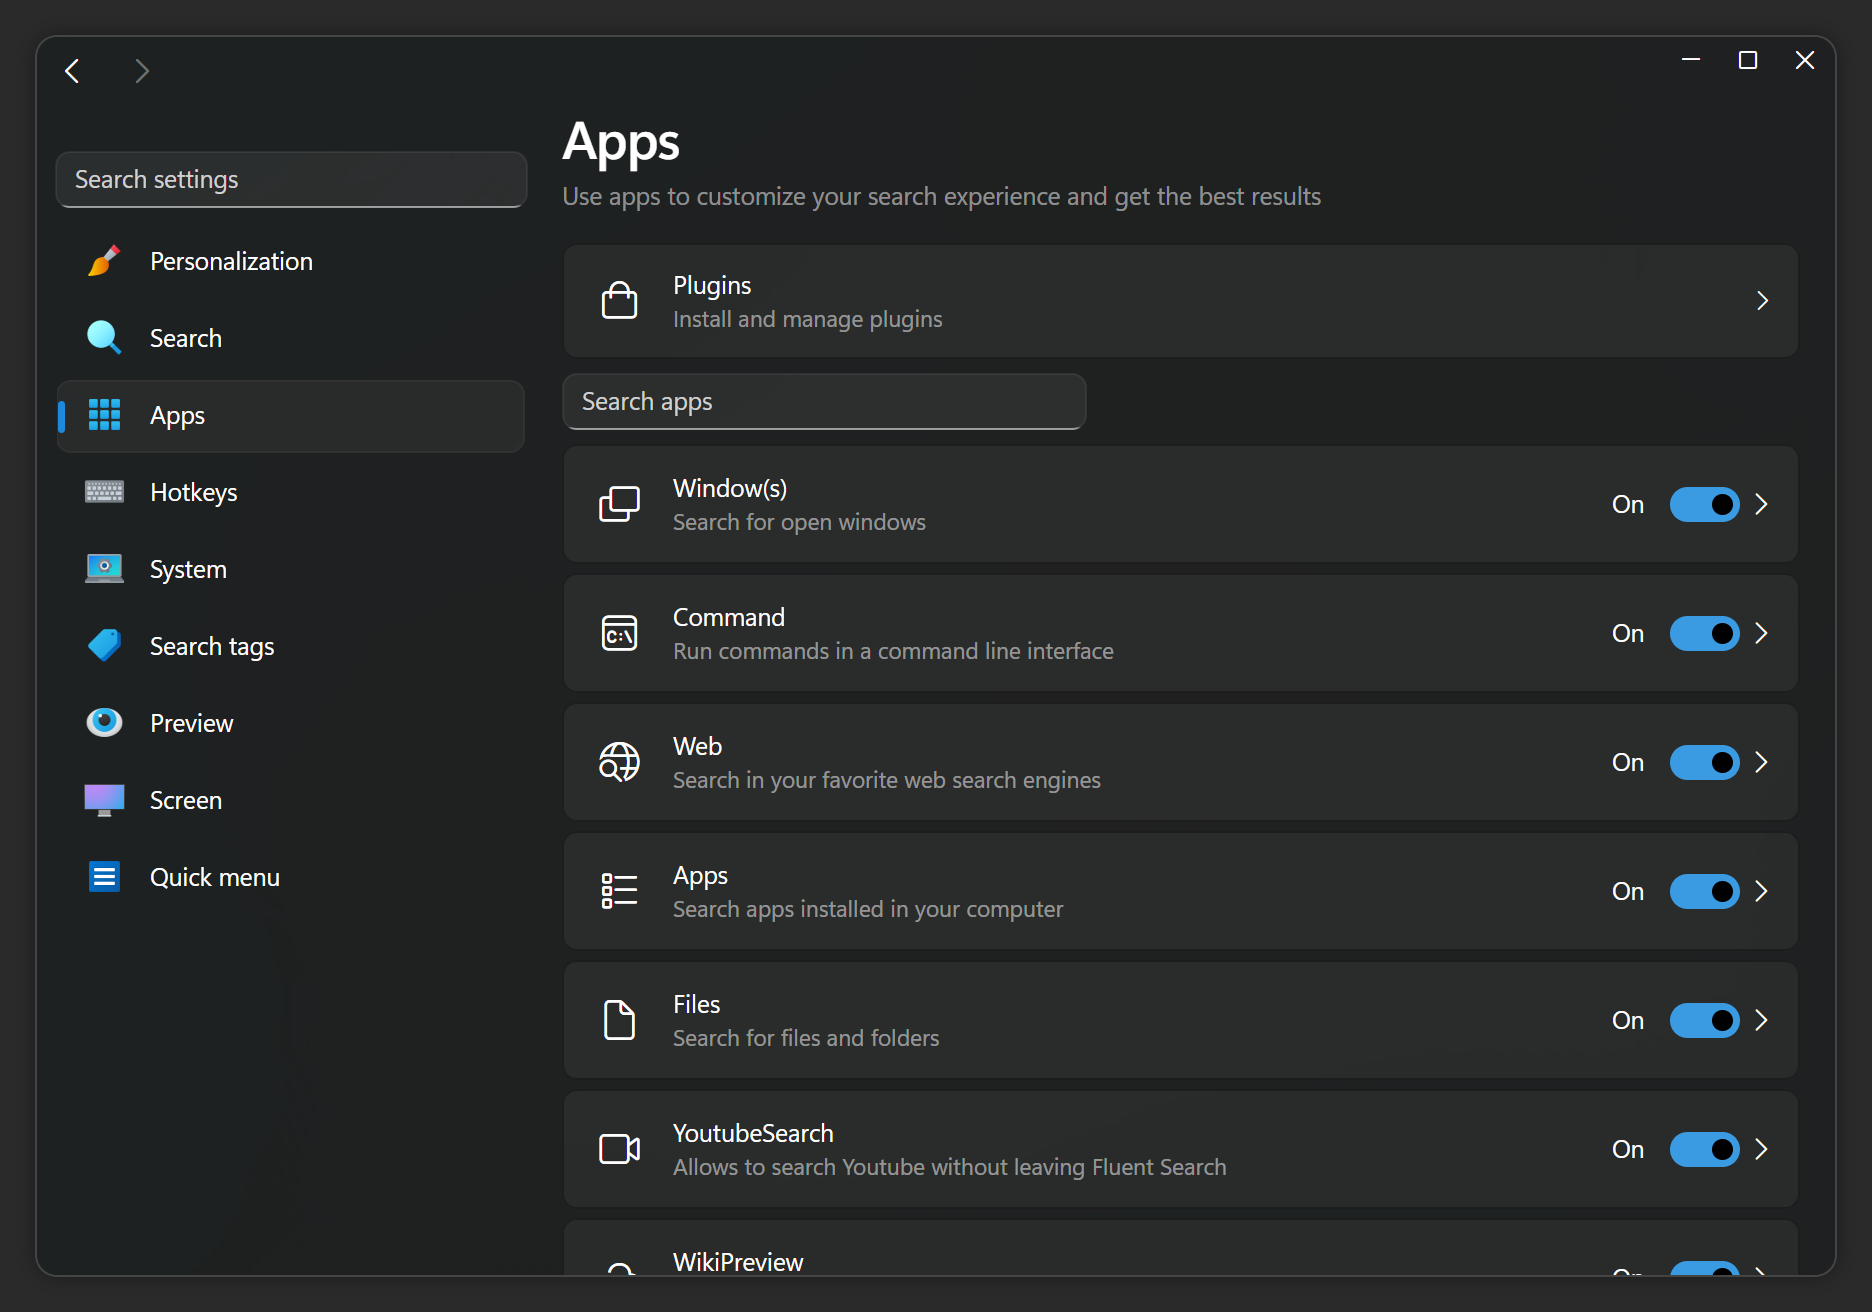 Search settings
Personalization
Search
Apps
Hotkeys
System
Search tags
Preview
Screen
Quick menu
Apps
Use apps to customize your search experience and get the best results
Plugins
Install and manage plugins
Search apps
Window(s)
Search for open windows
On
Command
Run commands in a command line interface
On
C:\
Web
Search in your favorite web search engines
On
Apps
Search apps installed in your computer
On
Files
Search for files and folders
On
YoutubeSearch
Allows to search Youtube without leaving Fluent Search
On
WikiPreview
On